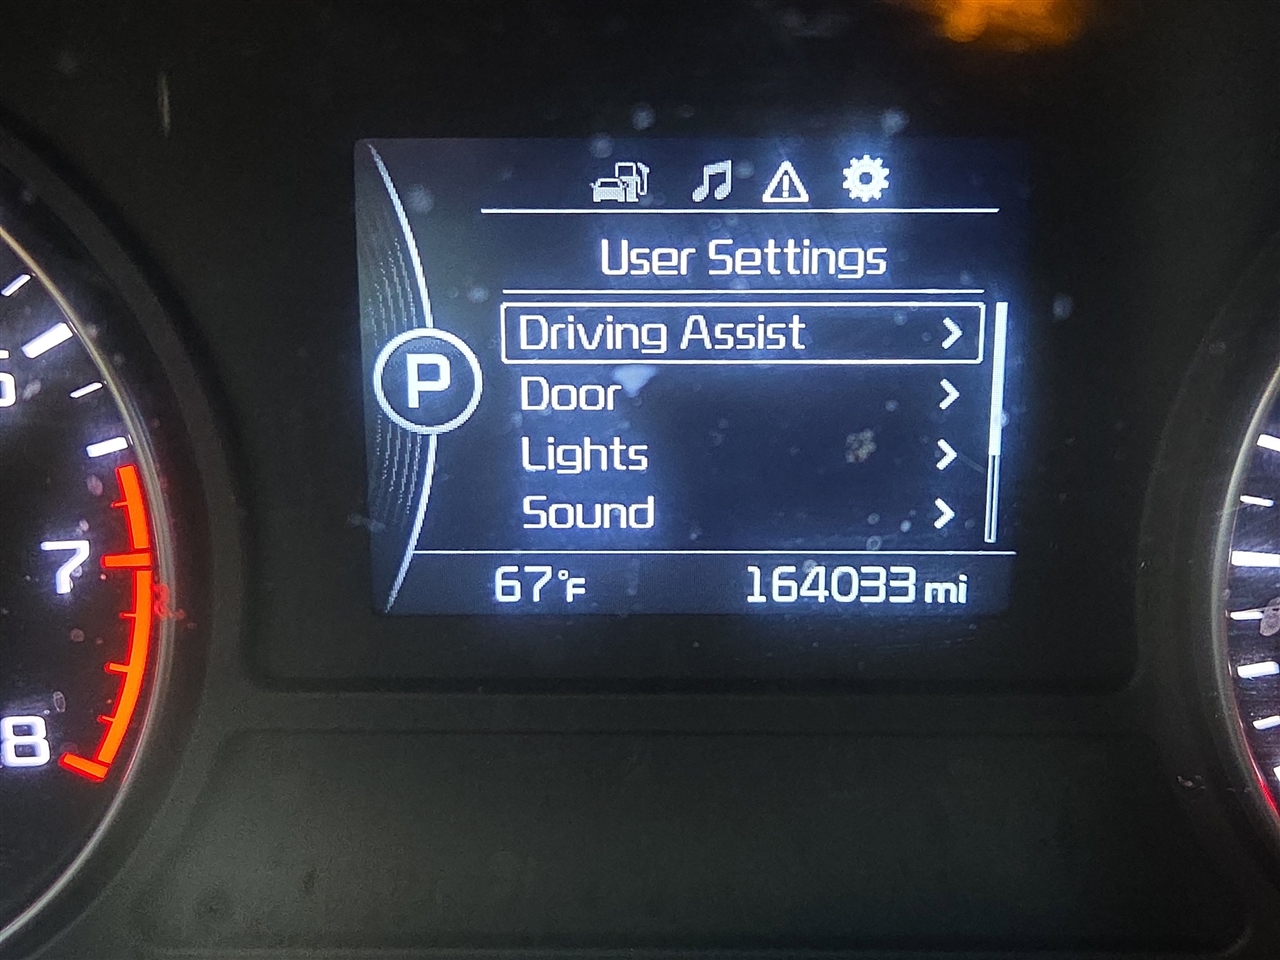 User Settings
Driving Assist
Door
Lights
Sound
P
67°F 164033 mi
7
8